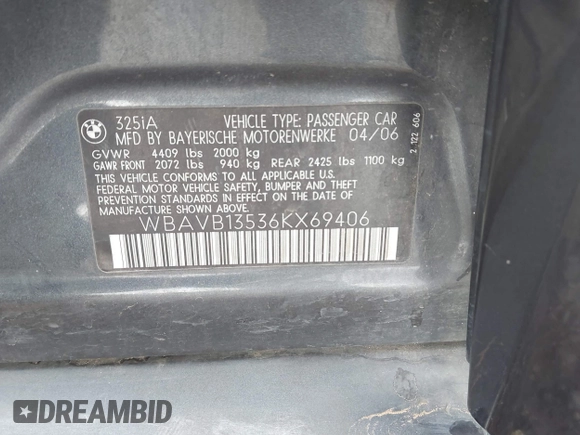 BMW
325iA VEHICLE TYPE: PASSENGER CAR
MFD BY BAYERISCHE MOTORENWERKE 04/06
GVWR 4409 lbs 2000 kg
GAWR FRONT 2072 lbs 940 kg REAR 2425 lbs 1100 kg
THIS VEHICLE CONFORMS TO ALL APPLICABLE U.S.
FEDERAL MOTOR VEHICLE SAFETY, BUMPER AND THEFT
PREVENTION STANDARDS IN EFFECT ON THE DATE OF
MANUFACTURE SHOWN ABOVE.
WBAVB13536KX69406
2 122 606
DREAMBID